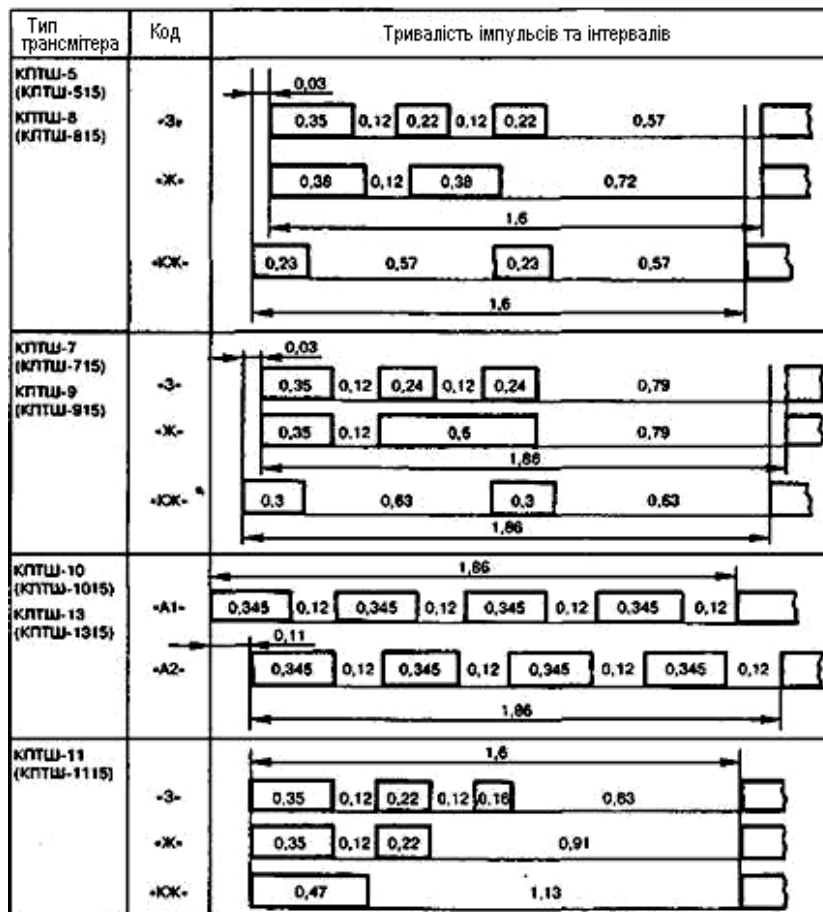 Тип трансмітера
Код
Тривалість імпульсів та інтервалів
КПТШ-5
(КПТШ-515)
КПТШ-8
(КПТШ-815)
0,03
«З»
0,35 0,12 0,22 0,12 0,22 0,57
«Ж»
0,38 0,12 0,38 0,72
1,6
«КЖ»
0,23 0,57 0,23 0,57
1,6
КПТШ-7
(КПТШ-715)
КПТШ-9
(КПТШ-915)
0,03
«З»
0,35 0,12 0,24 0,12 0,24 0,79
«Ж»
0,35 0,12 0,6 0,79
1,86
«КЖ»
0,3 0,63 0,3 0,63
1,86
КПТШ-10
(КПТШ-1015)
КПТШ-13
(КПТШ-1315)
1,86
«А1»
0,345 0,12 0,345 0,12 0,345 0,12 0,345 0,12
0,11
«А2»
0,345 0,12 0,345 0,12 0,345 0,12 0,345 0,12
1,86
КПТШ-11
(КПТШ-1115)
1,6
«З»
0,35 0,12 0,22 0,12 0,16 0,63
«Ж»
0,35 0,12 0,22 0,91
«КЖ»
0,47 1,13